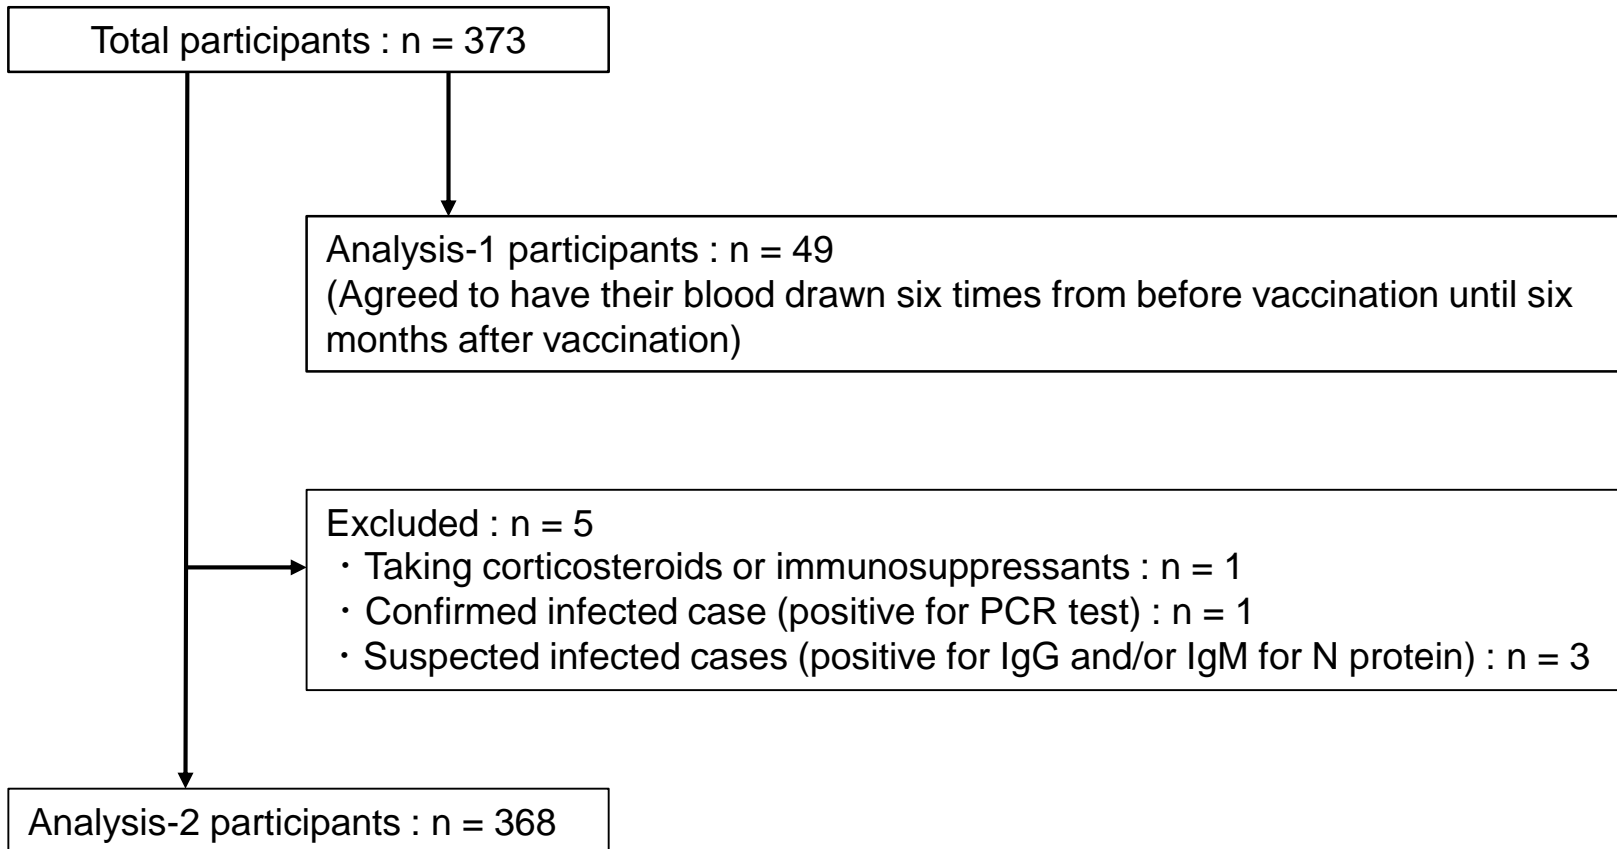 Total participants : n = 373
Analysis-1 participants : n = 49
(Agreed to have their blood drawn six times from before vaccination until six
months after vaccination)
Excluded : n = 5
・Taking corticosteroids or immunosuppressants : n = 1
・Confirmed infected case (positive for PCR test) : n = 1
・Suspected infected cases (positive for IgG and/or IgM for N protein) : n = 3
Analysis-2 participants : n = 368